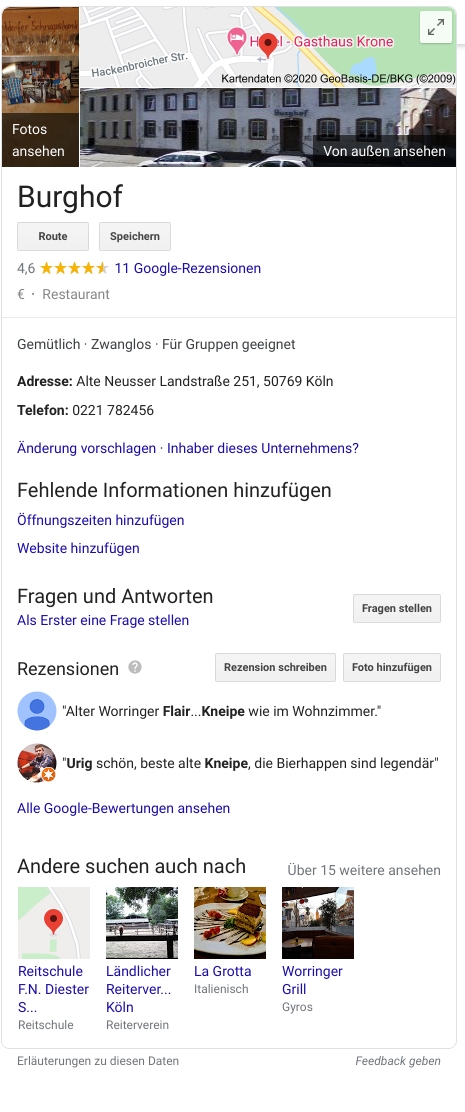 Hackenbroicher Str.
Hotel - Gasthaus Krone
Kartendaten ©2020 GeoBasis-DE/BKG (©2009)
Fotos
ansehen
Burghof
Von außen ansehen
Burghof
Route
Speichern
4,6 11 Google-Rezensionen
€ · Restaurant
Gemütlich · Zwanglos · Für Gruppen geeignet
Adresse: Alte Neusser Landstraße 251, 50769 Köln
Telefon: 0221 782456
Änderung vorschlagen · Inhaber dieses Unternehmens?
Fehlende Informationen hinzufügen
Öffnungszeiten hinzufügen
Website hinzufügen
Fragen und Antworten
Als Erster eine Frage stellen
Fragen stellen
Rezensionen ?
Rezension schreiben
Foto hinzufügen
"Alter Worringer Flair...Kneipe wie im Wohnzimmer."
"Urig schön, beste alte Kneipe, die Bierhappen sind legendär"
Alle Google-Bewertungen ansehen
Andere suchen auch nach
Über 15 weitere ansehen
Reitschule
F.N. Diester
S...
Reitschule
Ländlicher
Reiterver...
Köln
Reiterverein
La Grotta
Italienisch
Worringer
Grill
Gyros
Erläuterungen zu diesen Daten
Feedback geben